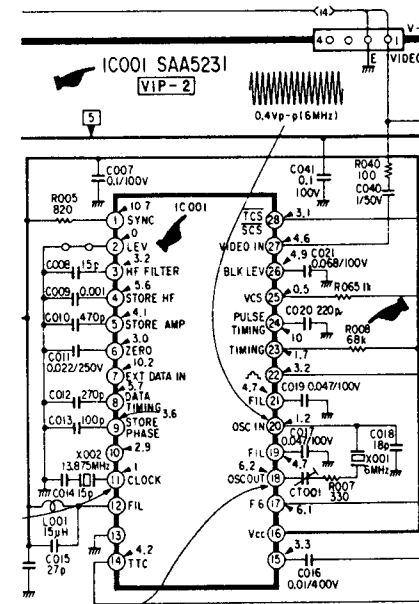 14
4 E
V-
VIDEO
IC001 SAA5231
VIP-2
0.4Vp-p(6MHz)
5
C007
0.1/100V
C041
0.1
100V
R040
100
C040
1/50V
R005
820
10.7
IC001
1 SYNC
TCS 28 3.1
SCS
0
2 LEV
VIDEO IN 27 4.6
C008 15p
3.2
3 HF FILTER
BLK LEV 26 4.9 C021
0.068/100V
C009 0.001
5.6
4 STORE HF
VCS 25 0.5 R065 1k
C010 470p
4.1
5 STORE AMP
PULSE
TIMING 24 C020 220p
10
R008
68k
C011
0.022/250V
3.0
6 ZERO
TIMING 23 1.7
10.2
7 EXT DATA IN
22 3.2
C012 270p
5.7
8 DATA
TIMING
4.7 C019 0.047/100V
FIL 21
C013 100p
3.6
9 STORE
PHASE
OSC IN 20 1.2
C017
0.047/100V
C018
18p
X001
6MHz
10 2.9
FIL 19 4.7
X002
13.875MHz
1
11 CLOCK
C014 15p
6.2
OSC OUT 18
CT001
R007
330
L001
15μH
12 FIL
F6 17
6.1
C015
27p
13
Vcc 16
4.2
14 TTC
15 3.3
C016
0.01/400V